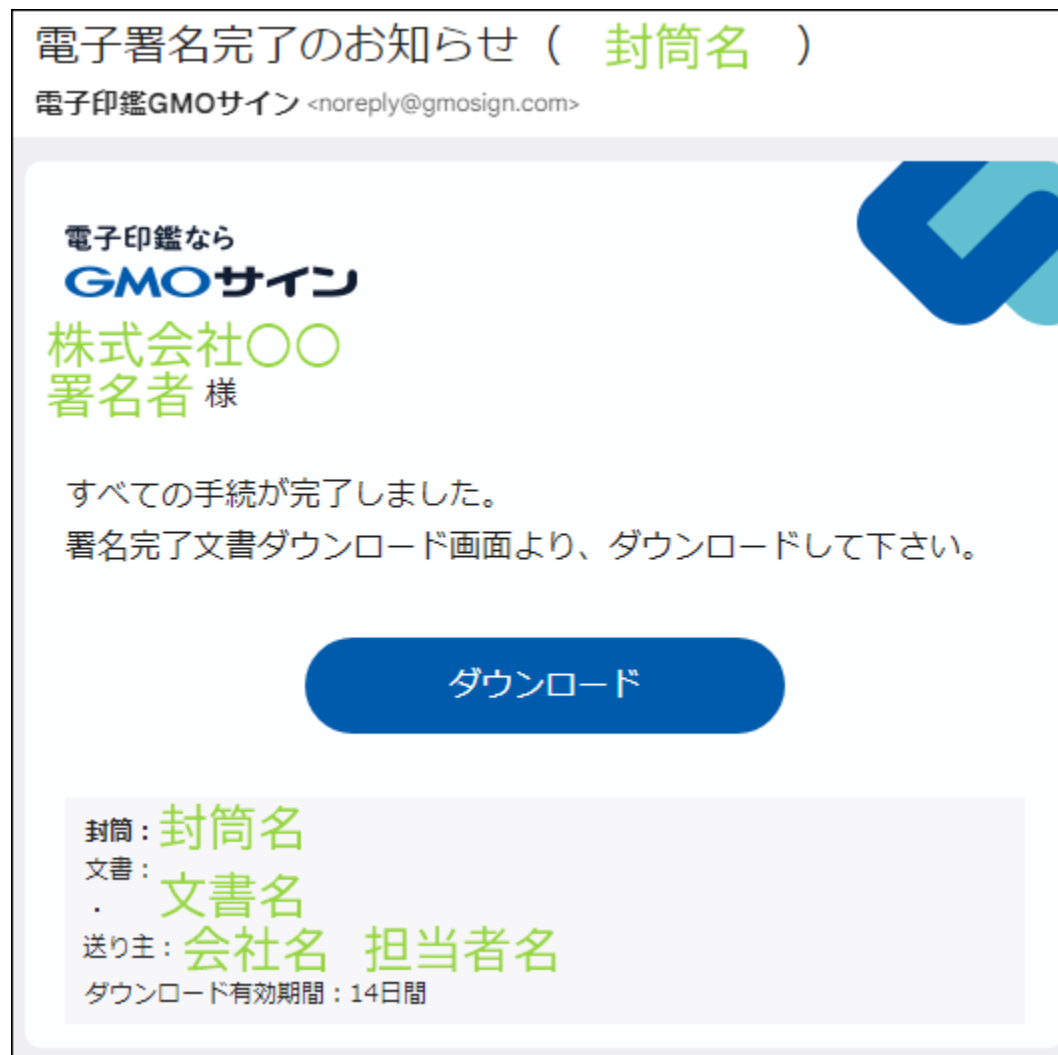 電子署名完了のお知らせ（ 封筒名 ）
電子印鑑GMOサイン <noreply@gmosign.com>
電子印鑑なら
GMOサイン
株式会社〇〇
署名者 様
すべての手続が完了しました。
署名完了文書ダウンロード画面より、ダウンロードして下さい。
ダウンロード
封筒：封筒名
文書：
・ 文書名
送り主：会社名 担当者名
ダウンロード有効期間：14日間